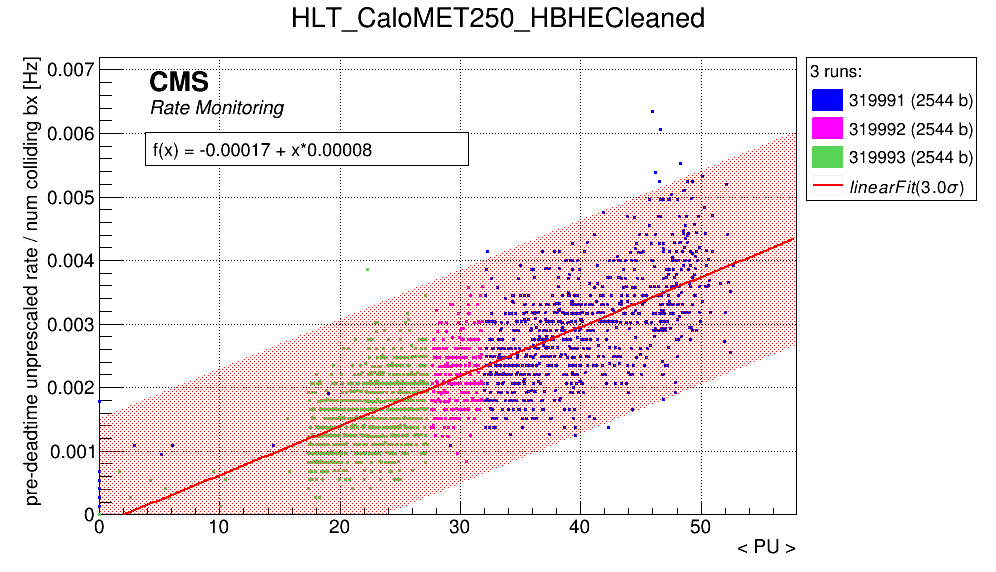 HLT_CaloMET250_HBHECleaned
pre-deadtime unprescaled rate / num colliding bx [Hz]
0.007
0.006
0.005
0.004
0.003
0.002
0.001
0
CMS
Rate Monitoring
f(x) = -0.00017 + x*0.00008
3 runs:
319991 (2544 b)
319992 (2544 b)
319993 (2544 b)
linearFit(3.0σ)
0 10 20 30 40 50
< PU >